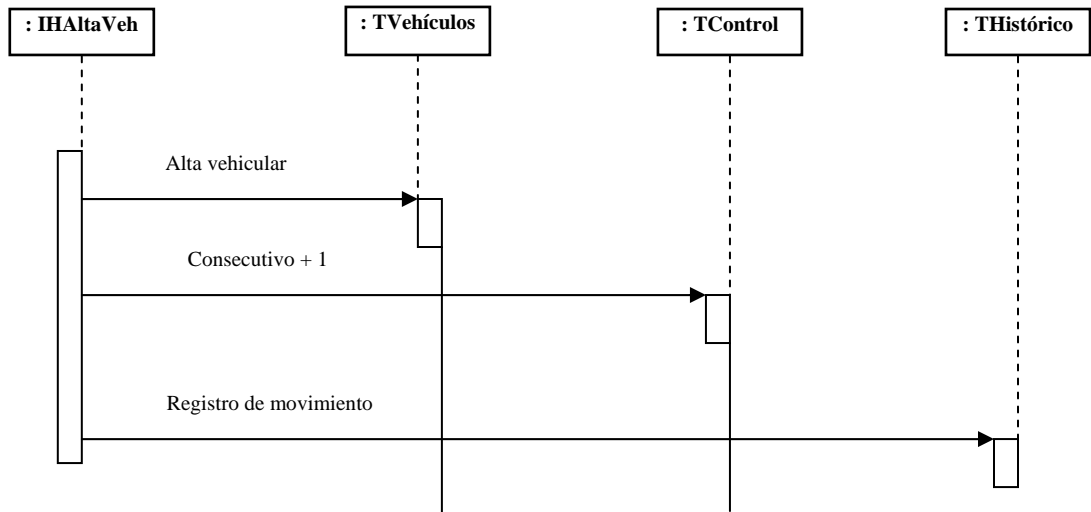 : IHAltaVeh
: TVehículos
: TControl
: THistórico
Alta vehicular
Consecutivo + 1
Registro de movimiento